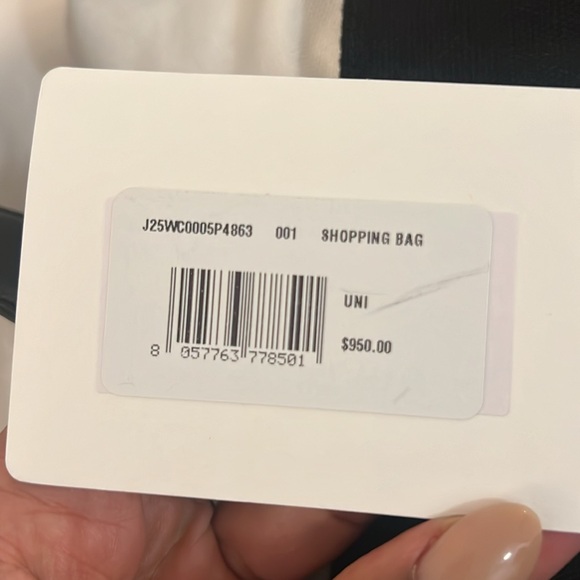 J25WC0005P4863 001 SHOPPING BAG
UNI
$950.00
8 057763 778501